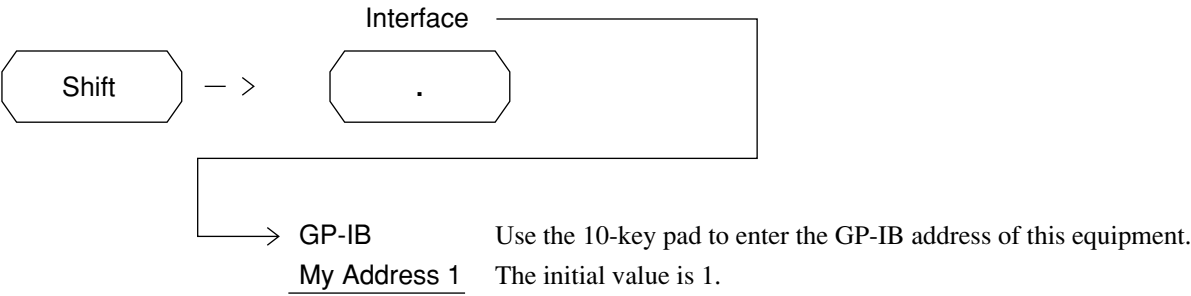 Interface
Shift -> .
GP-IB Use the 10-key pad to enter the GP-IB address of this equipment.
My Address 1 The initial value is 1.